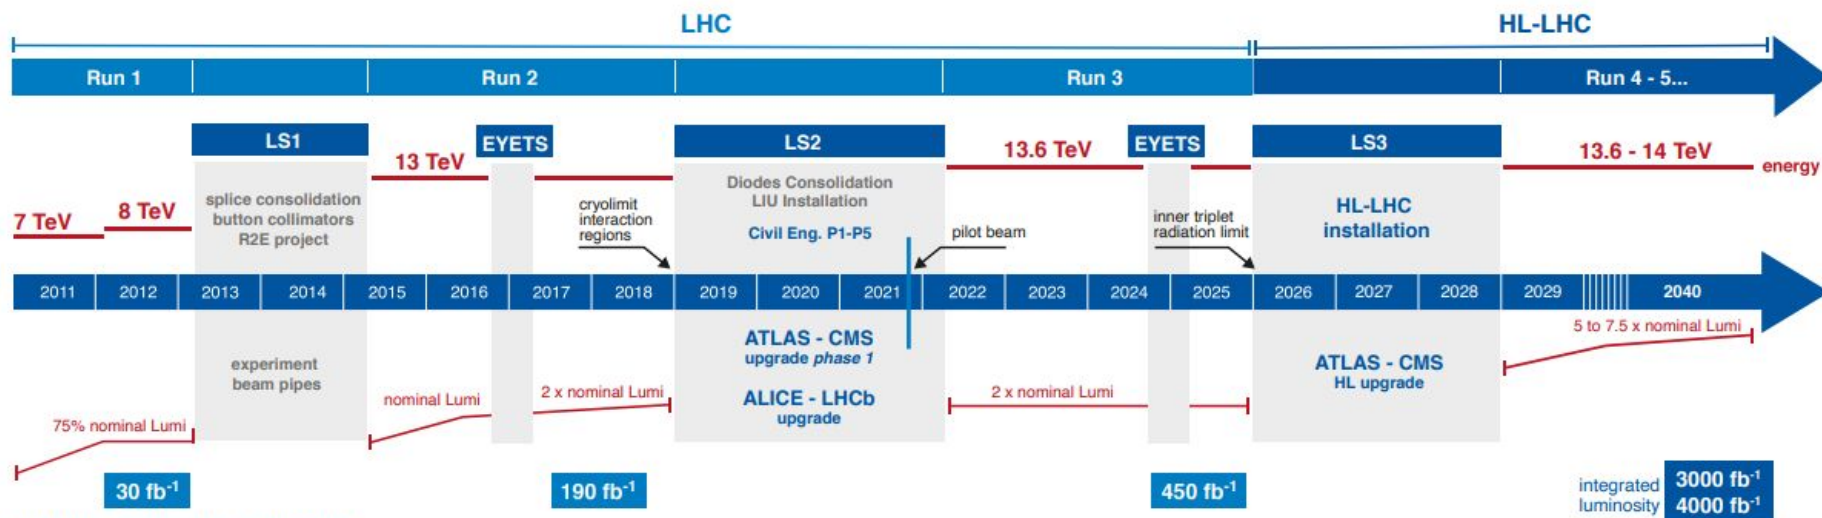 LHC
HL-LHC
Run 1
Run 2
Run 3
Run 4 - 5...
LS1
EYETS
LS2
EYETS
LS3
7 TeV
8 TeV
13 TeV
13.6 TeV
13.6 - 14 TeV
energy
splice consolidation
button collimators
R2E project
cryolimit
interaction
regions
Diodes Consolidation
LIU Installation
Civil Eng. P1-P5
pilot beam
inner triplet
radiation limit
HL-LHC
installation
2011
2012
2013
2014
2015
2016
2017
2018
2019
2020
2021
2022
2023
2024
2025
2026
2027
2028
2029
2040
experiment
beam pipes
75% nominal Lumi
nominal Lumi
2 x nominal Lumi
ATLAS - CMS
upgrade phase 1
ALICE - LHCb
upgrade
2 x nominal Lumi
ATLAS - CMS
HL upgrade
5 to 7.5 x nominal Lumi
30 fb⁻¹
190 fb⁻¹
450 fb⁻¹
integrated
luminosity
3000 fb⁻¹
4000 fb⁻¹